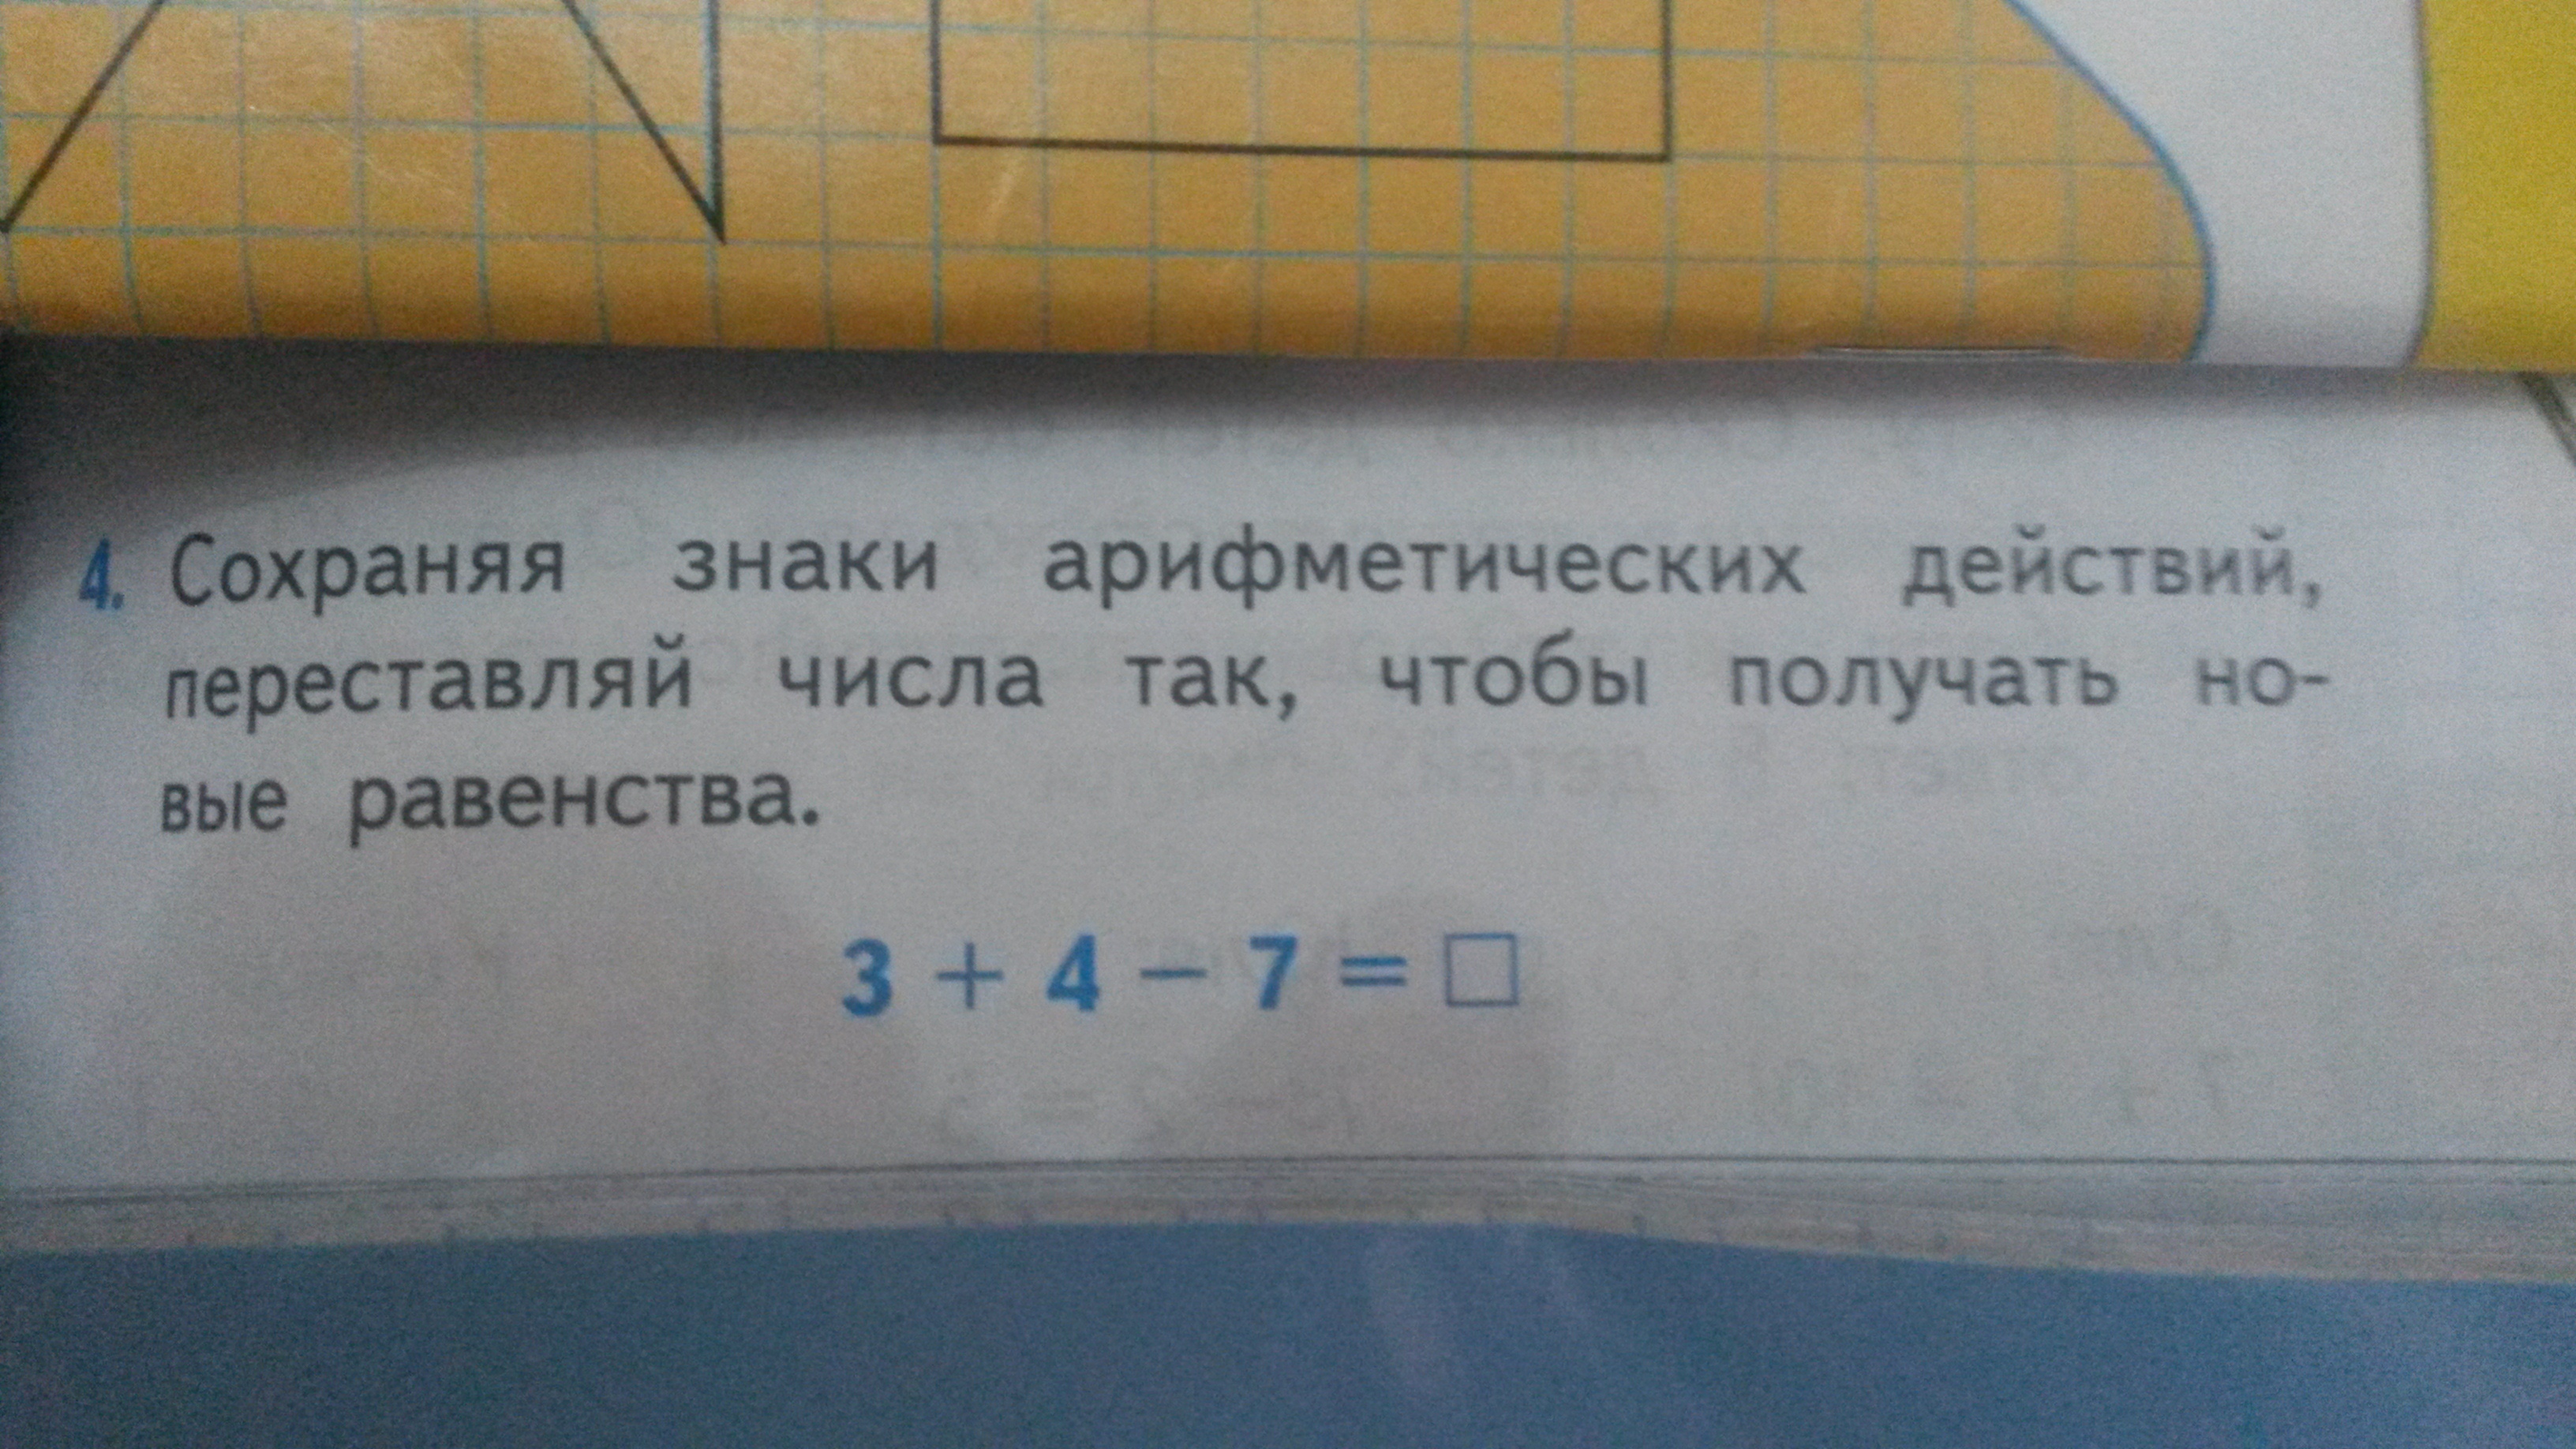 4. Сохраняя знаки арифметических действий,
переставляй числа так, чтобы получать но-
вые равенства.
3 + 4 − 7 = □